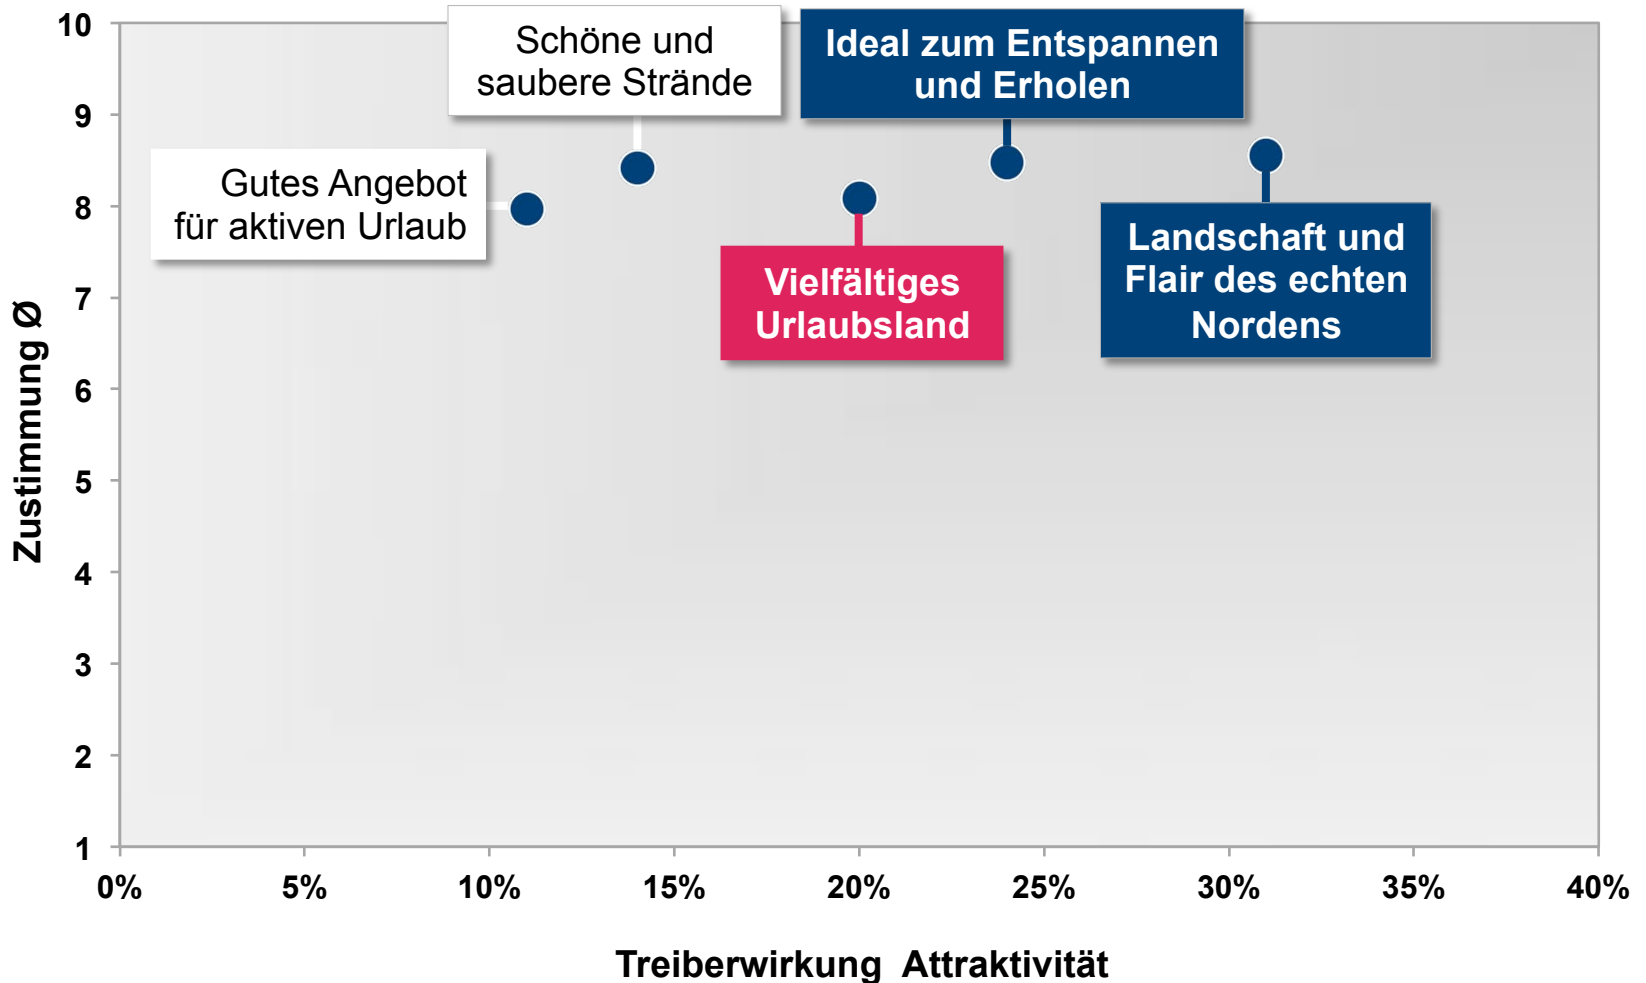 Schöne und
saubere Strände
Ideal zum Entspannen
und Erholen
Gutes Angebot
für aktiven Urlaub
Vielfältiges
Urlaubsland
Landschaft und
Flair des echten
Nordens
Zustimmung Ø
10
9
8
7
6
5
4
3
2
1
0% 5% 10% 15% 20% 25% 30% 35% 40%
Treiberwirkung Attraktivität